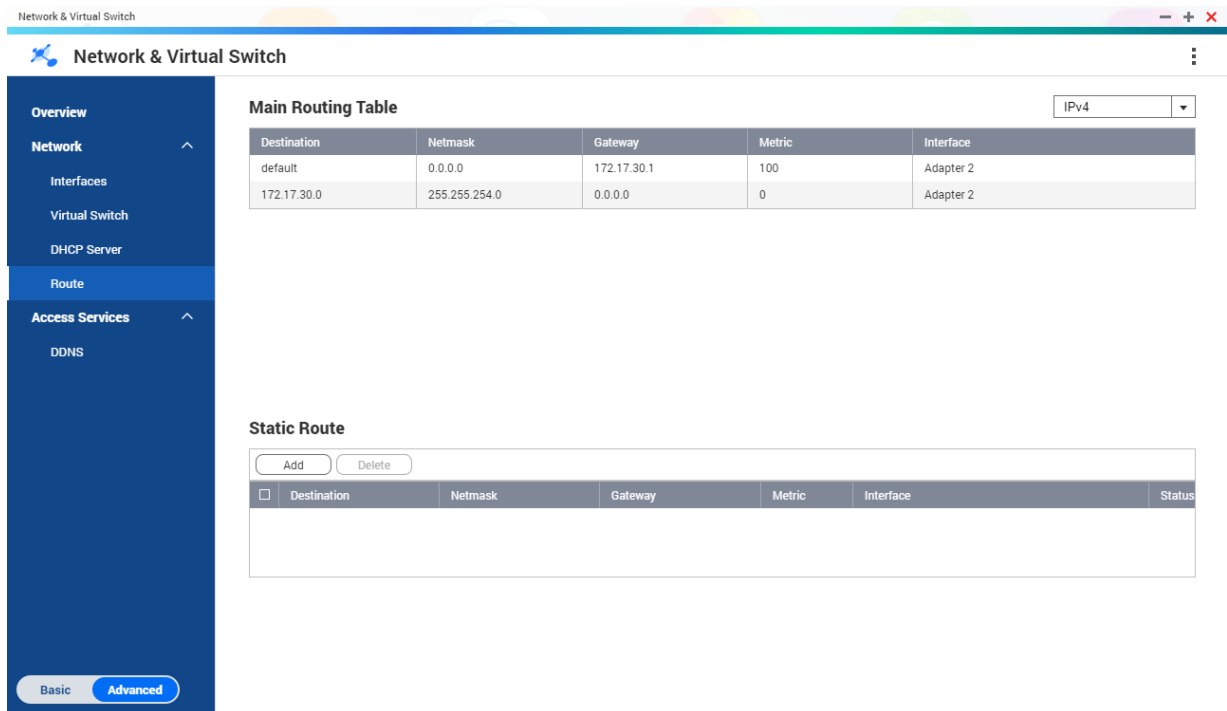 Network & Virtual Switch
Network & Virtual Switch
Overview
Network
Interfaces
Virtual Switch
DHCP Server
Route
Access Services
DDNS
Basic Advanced
Main Routing Table IPv4
Destination Netmask Gateway Metric Interface
default 0.0.0.0 172.17.30.1 100 Adapter 2
172.17.30.0 255.255.254.0 0.0.0.0 0 Adapter 2
Static Route
Add Delete
Destination Netmask Gateway Metric Interface Status